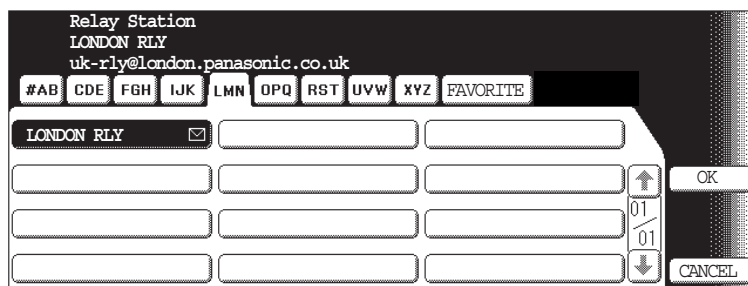 Relay Station
LONDON RLY
uk-rly@london.panasonic.co.uk
#AB CDE FGH IJK LMN OPQ RST UVW XYZ FAVORITE
LONDON RLY
OK
01/01
CANCEL